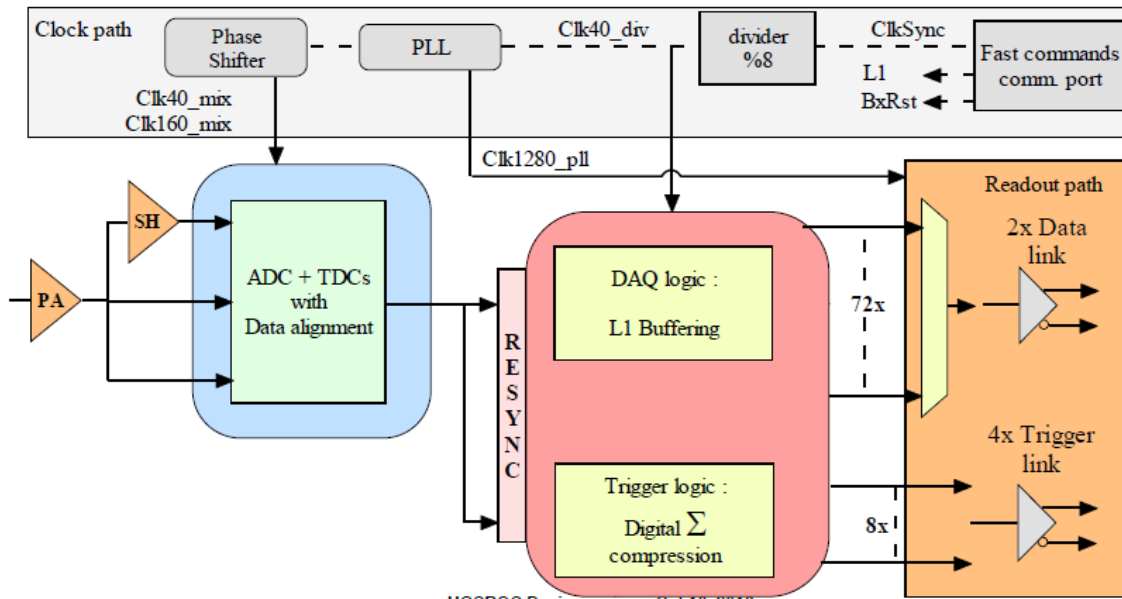 Clock path
Phase
Shifter
PLL
Clk40_div
divider
%8
ClkSync
Fast commands
comm. port
L1
BxRst
Clk40_mix
Clk160_mix
Clk1280_pll
Readout path
SH
PA
ADC + TDCs
with
Data alignment
RESYNC
DAQ logic :
L1 Buffering
72x
2x Data
link
Trigger logic :
Digital Σ
compression
8x
4x Trigger
link